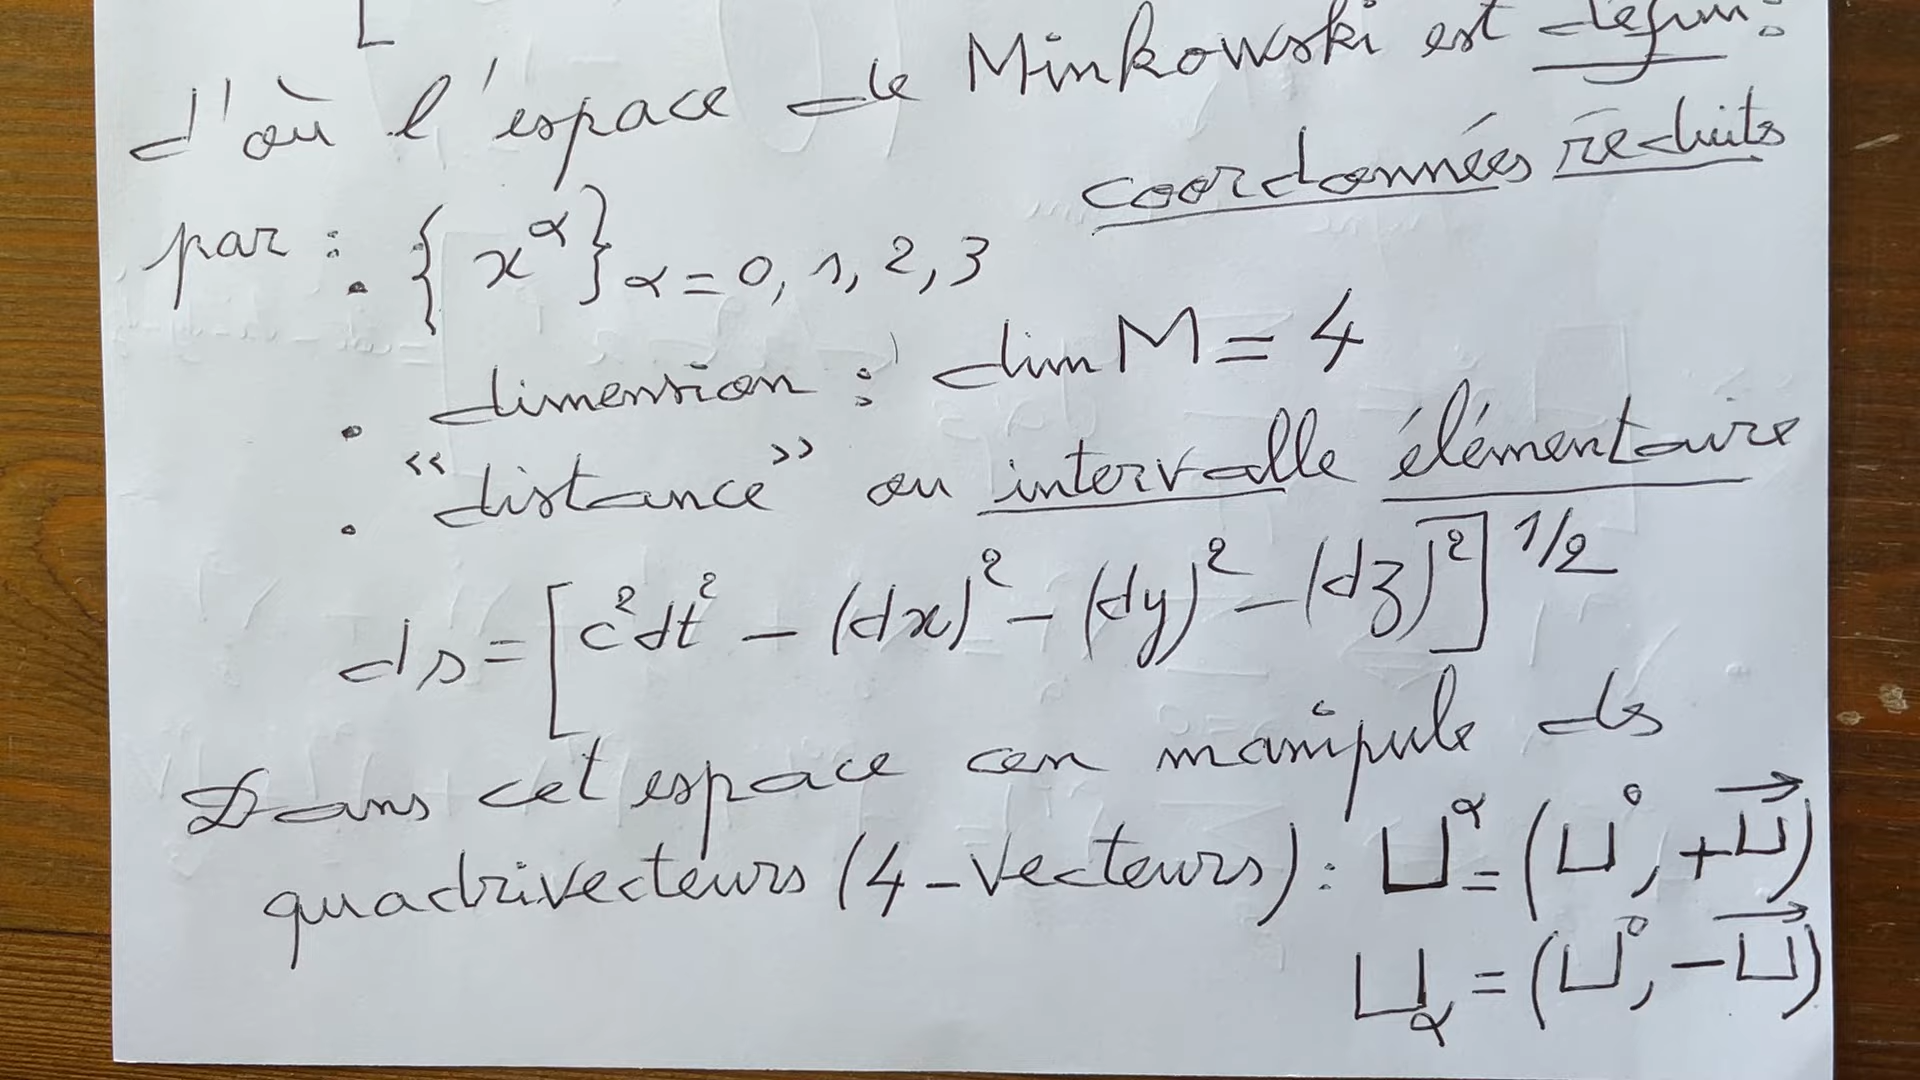 d'où l'espace de Minkowski est défini :
coordonnées réduits
par : . { x^α }_α = 0, 1, 2, 3
. dimension : dim M = 4
. “distance” ou intervalle élémentaire
ds = [c²dt² - (dx)² - (dy)² - (dz)²]^1/2
Dans cet espace on manipule des
quadrivecteurs (4-Vecteurs) : U^α = (U°, +U⃗)
U_α = (U°, -U⃗)